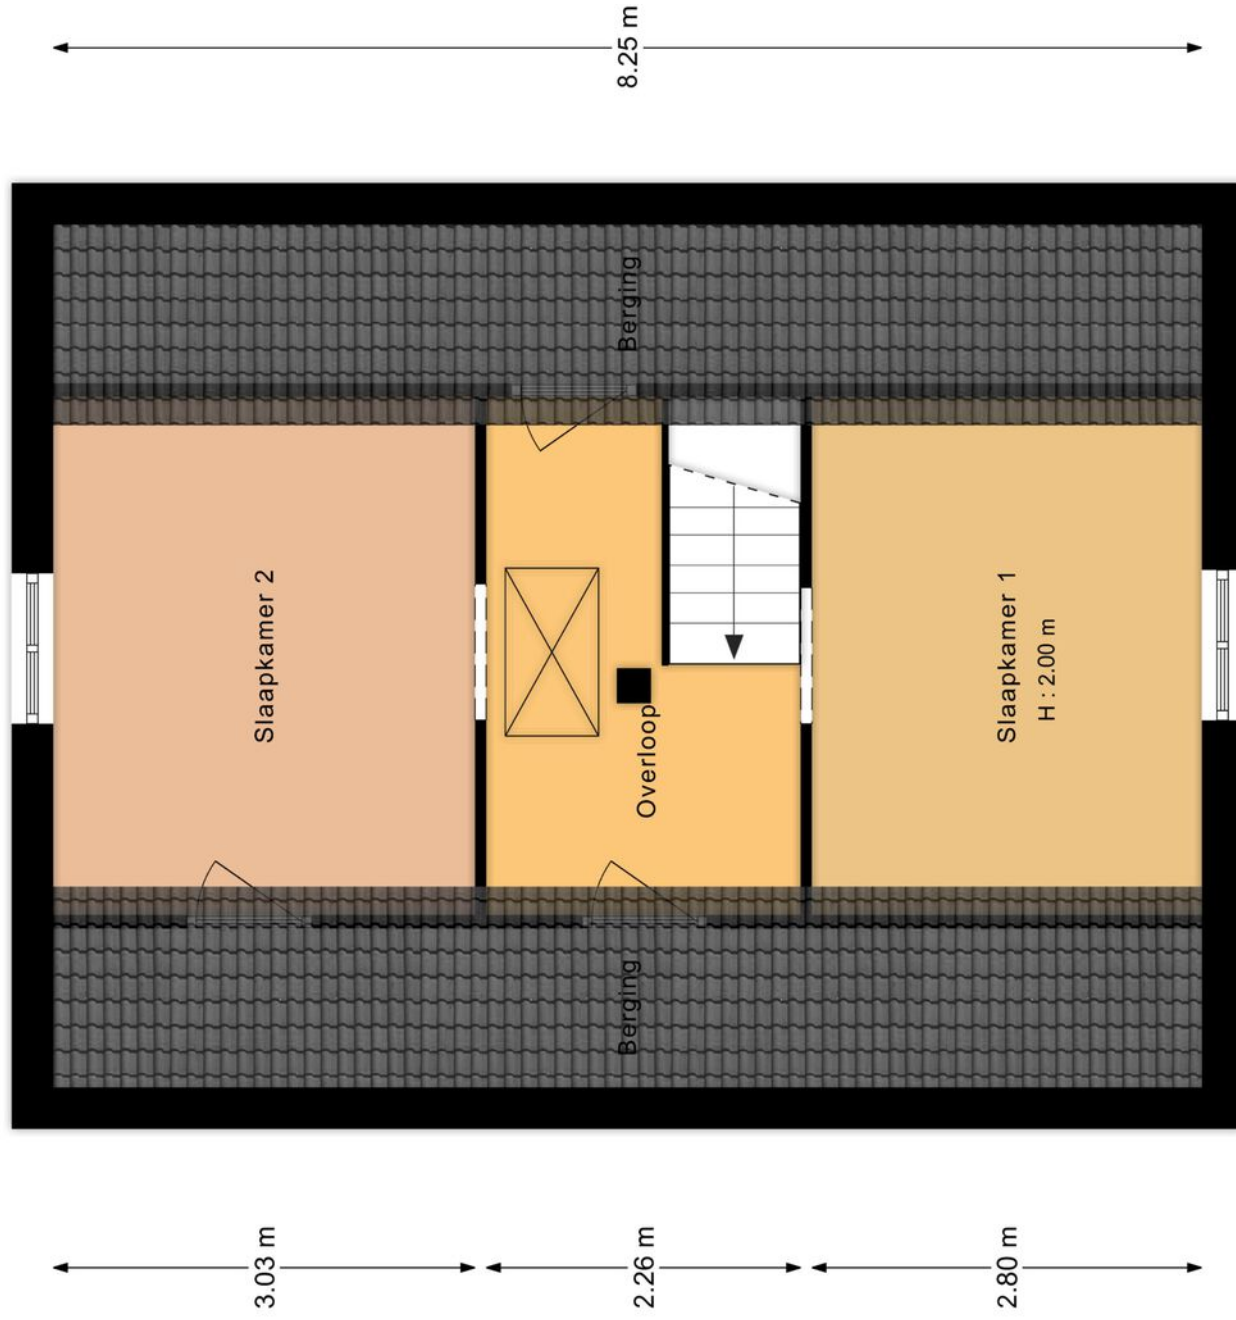 8.25 m
Berging
Slaapkamer 2
Overloop
Slaapkamer 1
H : 2.00 m
Berging
3.03 m
2.26 m
2.80 m